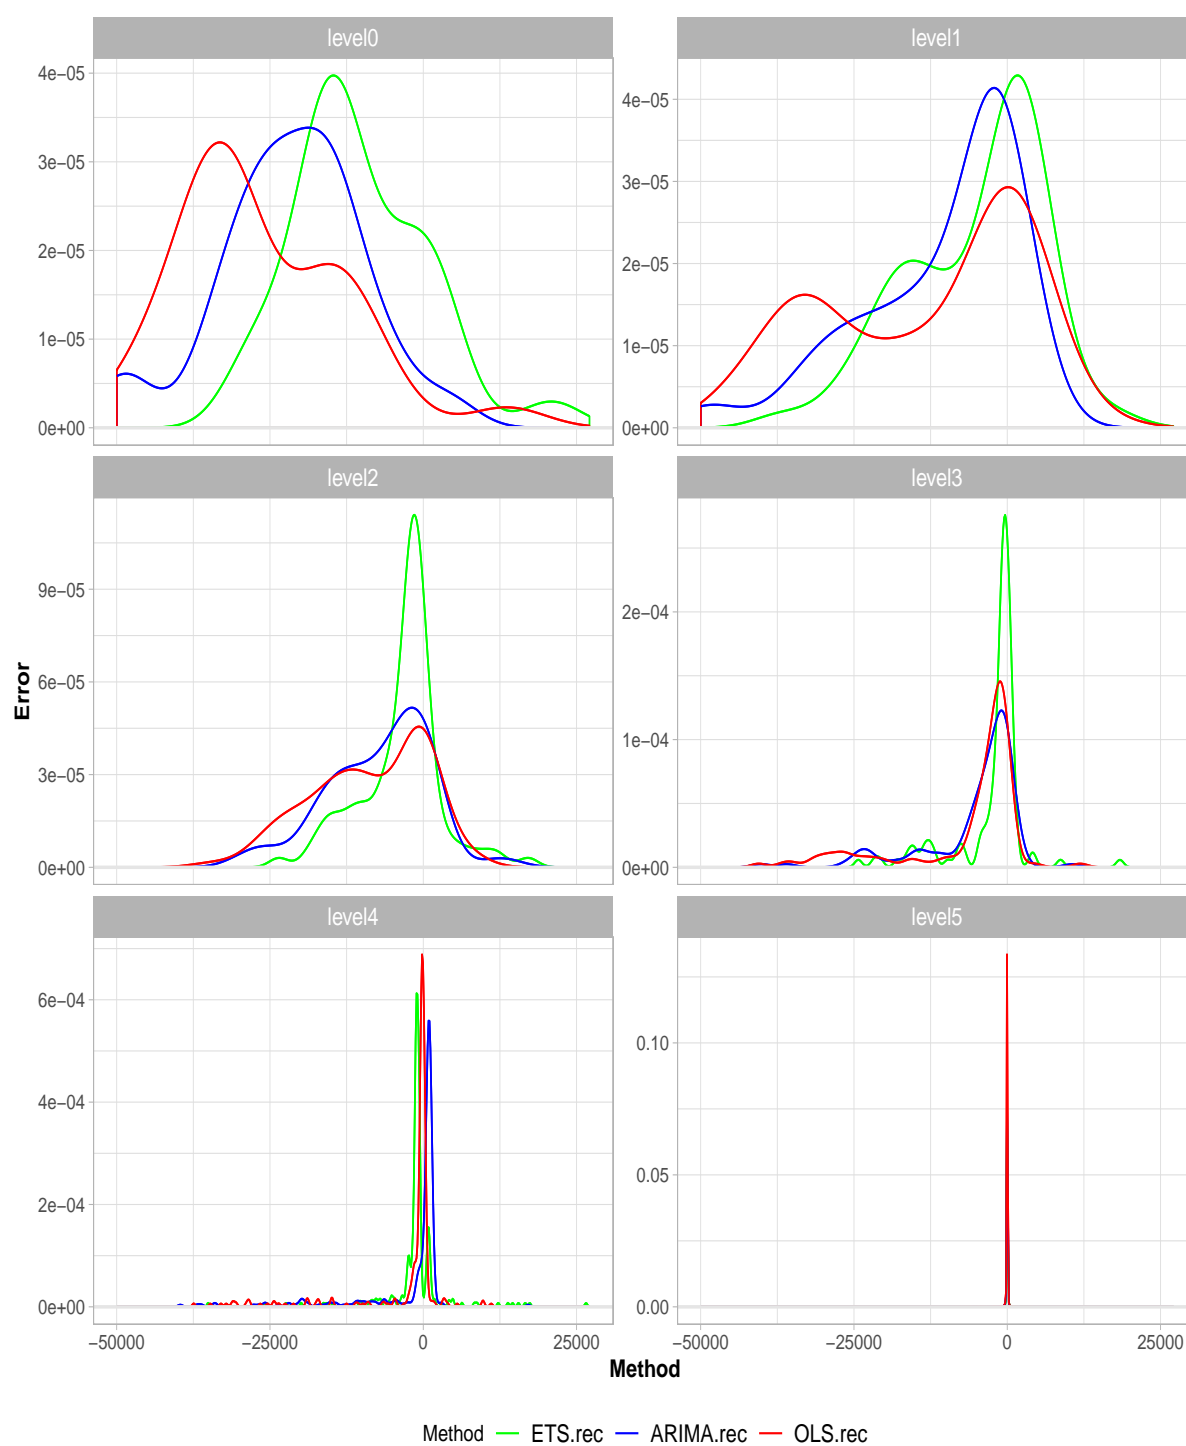 level0
level1
4e−05
3e−05
2e−05
1e−05
0e+00
4e−05
3e−05
2e−05
1e−05
0e+00
level2
level3
9e−05
6e−05
3e−05
0e+00
2e−04
1e−04
0e+00
Error
level4
level5
6e−04
4e−04
2e−04
0e+00
0.10
0.05
0.00
−50000 −25000 0 25000
−50000 −25000 0 25000
Method
Method ETS.rec ARIMA.rec OLS.rec